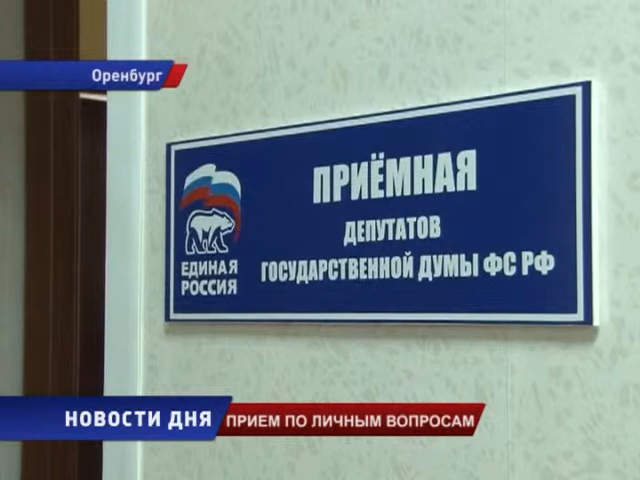 Оренбург
ПРИЁМНАЯ
ДЕПУТАТОВ
ГОСУДАРСТВЕННОЙ ДУМЫ ФС РФ
ЕДИНАЯ
РОССИЯ
НОВОСТИ ДНЯ
ПРИЕМ ПО ЛИЧНЫМ ВОПРОСАМ